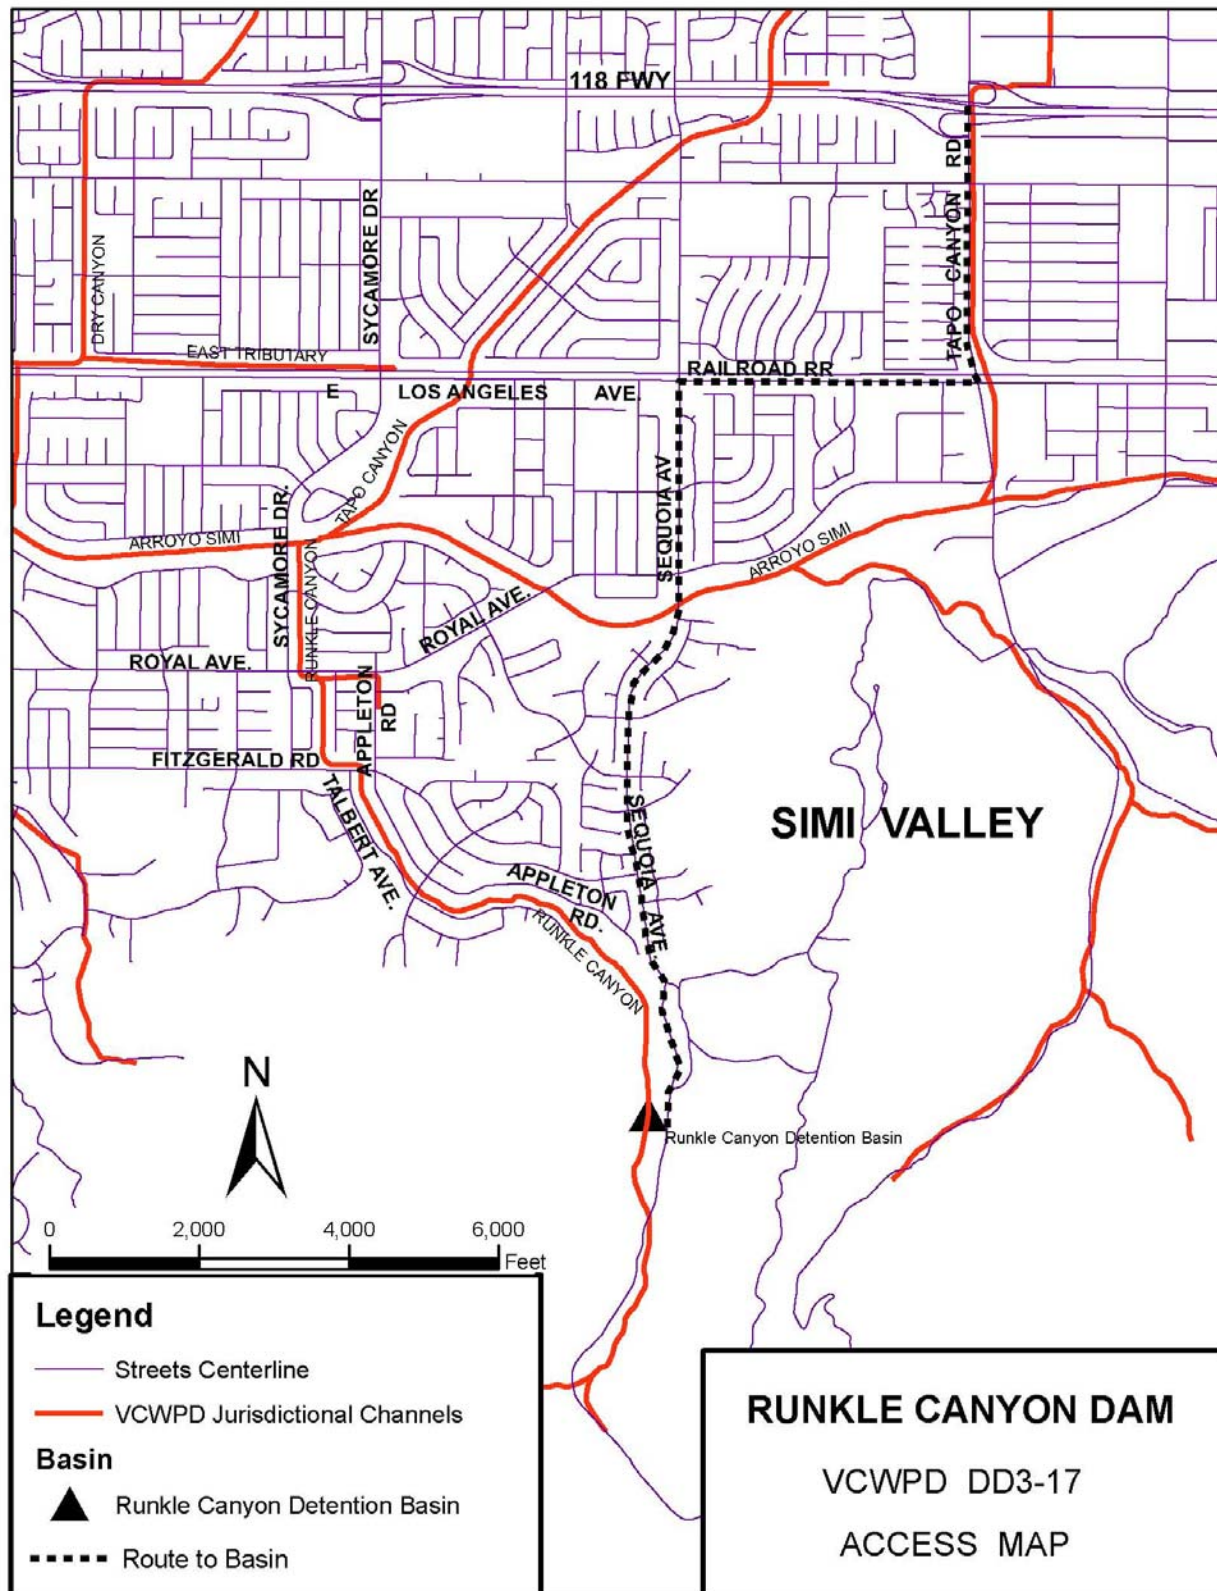 118 FWY
TAPO CANYON RD
SYCAMORE DR
DRY CANYON
EAST TRIBUTARY
RAILROAD RR
E LOS ANGELES AVE.
TAPO CANYON
SEQUOIA AV
SYCAMORE DR.
ARROYO SIMI
ARROYO SIMI
RUNKLE CANYON
ROYAL AVE.
ROYAL AVE.
APPLETON RD
FITZGERALD RD
TALBERT AVE.
SEQUOIA AVE.
SIMI VALLEY
APPLETON
RD.
RUNKLE CANYON
Runkle Canyon Detention Basin
N
0 2,000 4,000 6,000
Feet
Legend
Streets Centerline
VCWPD Jurisdictional Channels
Basin
Runkle Canyon Detention Basin
Route to Basin
RUNKLE CANYON DAM
VCWPD DD3-17
ACCESS MAP